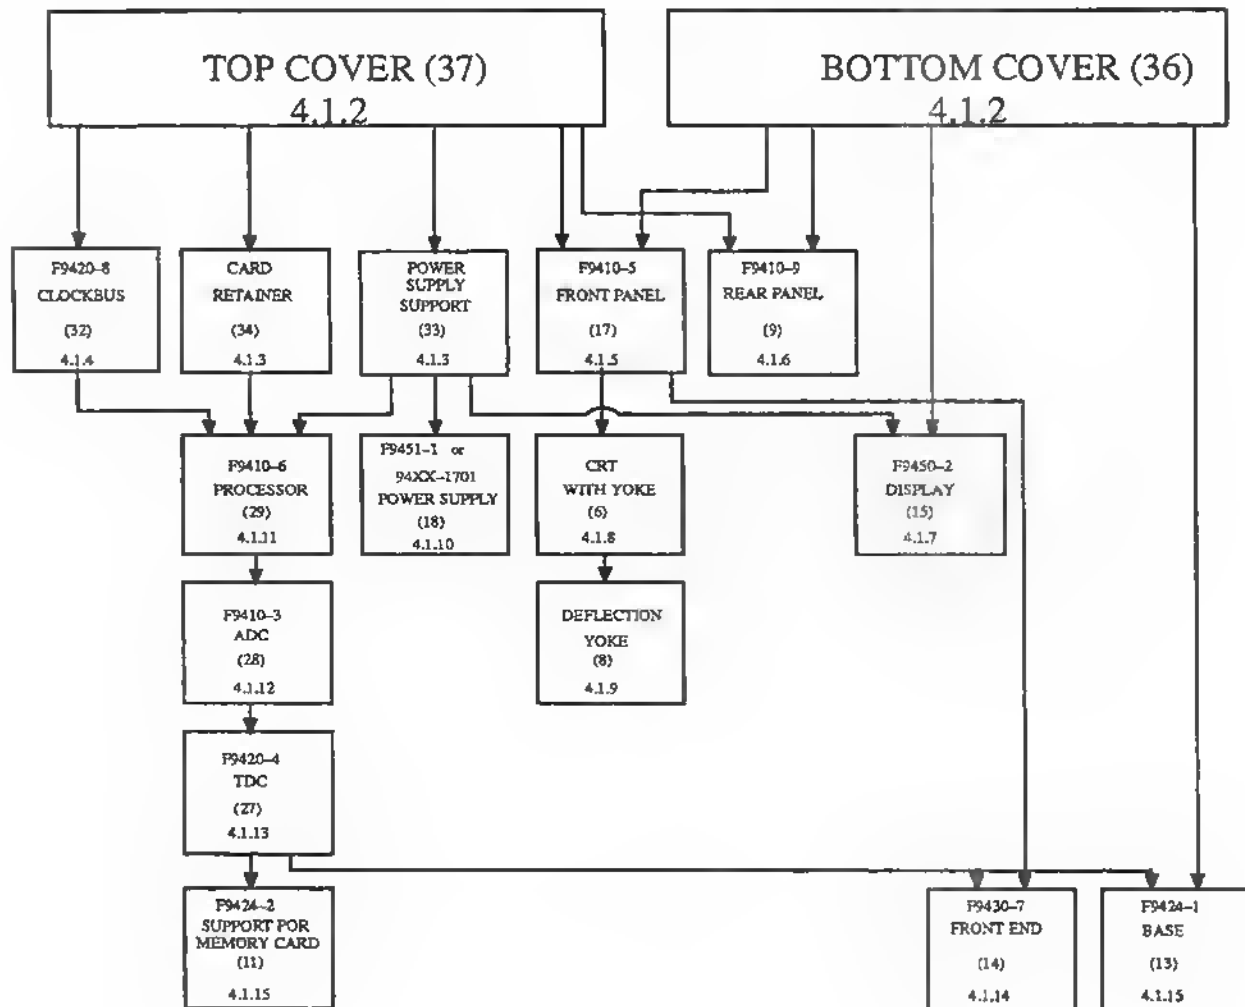 TOP COVER (37)
4.1.2
BOTTOM COVER (36)
4.1.2
F9420-8
CLOCKBUS
(32)
4.1.4
CARD
RETAINER
(34)
4.1.3
POWER
SUPPLY
SUPPORT
(33)
4.1.3
F9410-5
FRONT PANEL
(17)
4.1.5
F9410-9
REAR PANEL
(9)
4.1.6
F9410-6
PROCESSOR
(29)
4.1.11
F9451-1 or
94XX-1701
POWER SUPPLY
(18)
4.1.10
CRT
WITH YOKE
(6)
4.1.8
F9450-2
DISPLAY
(15)
4.1.7
F9410-3
ADC
(28)
4.1.12
DEFLECTION
YOKE
(8)
4.1.9
F9420-4
TDC
(27)
4.1.13
F9424-2
SUPPORT FOR
MEMORY CARD
(11)
4.1.15
F9430-7
FRONT END
(14)
4.1.14
F9424-1
BASE
(13)
4.1.15